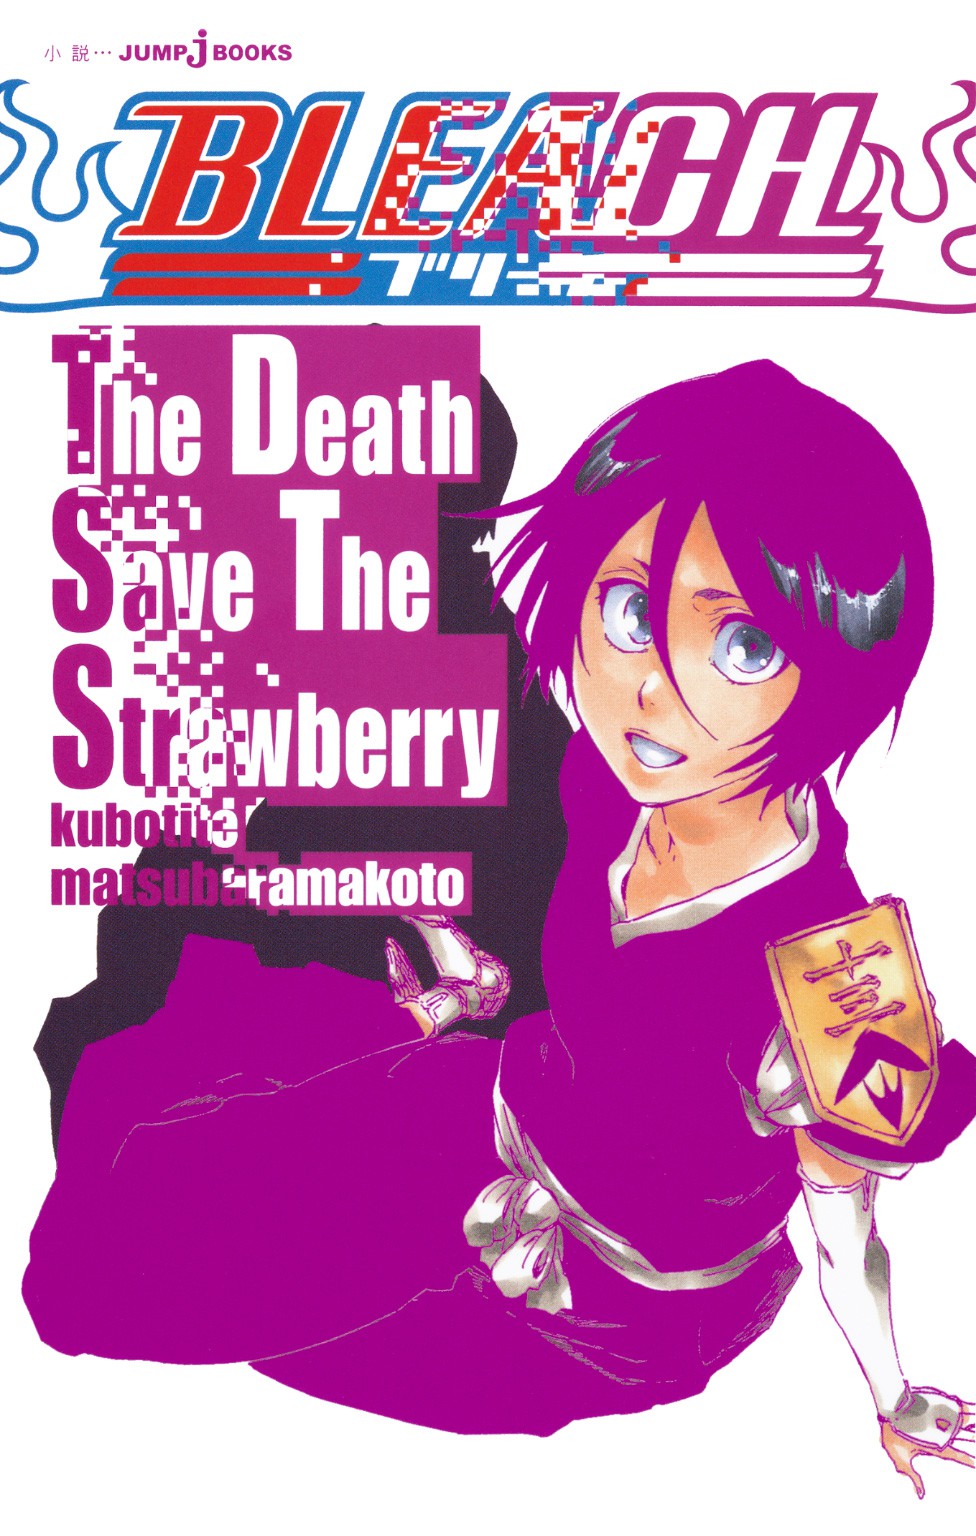 小説… JUMP j BOOKS
BLEACH
ブリーチ
The Death
Save The
Strawberry
kubotite
matsubaramakoto
十三